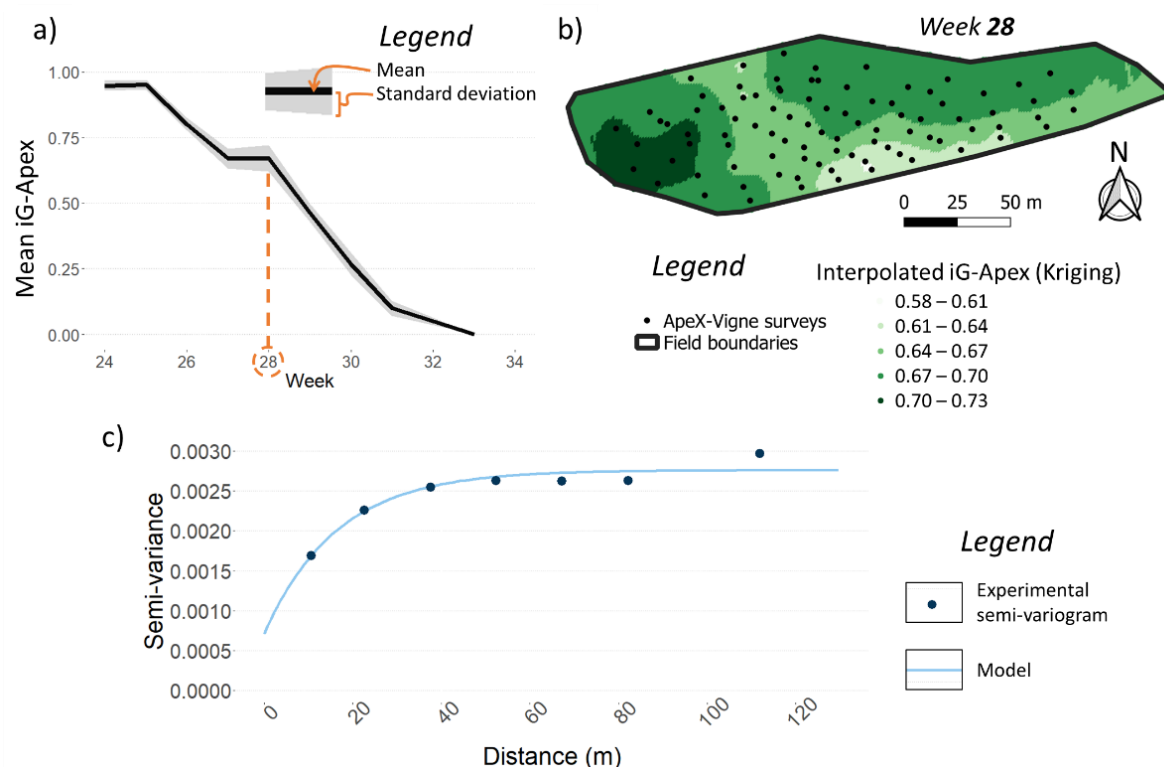 a)
Legend
Mean
Standard deviation
1.00
0.75
0.50
0.25
0.00
Mean iG-Apex
24
26
28
30
32
34
Week
b)
Week 28
N
0 25 50 m
Legend
ApeX-Vigne surveys
Field boundaries
Interpolated iG-Apex (Kriging)
0.58 – 0.61
0.61 – 0.64
0.64 – 0.67
0.67 – 0.70
0.70 – 0.73
c)
0.0030
0.0025
0.0020
0.0015
0.0010
0.0005
0.0000
Semi-variance
0
20
40
60
80
100
120
Distance (m)
Legend
Experimental
semi-variogram
Model